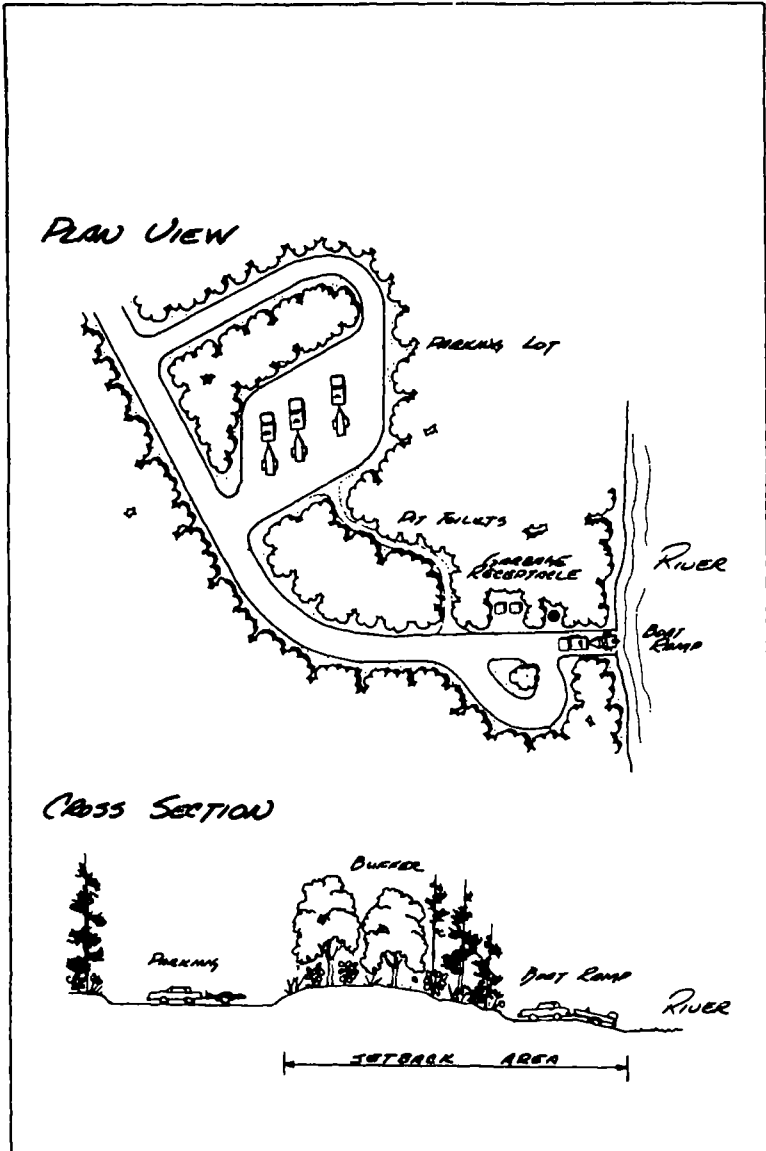 PLAN VIEW
PARKING LOT
PIT TOILETS
GARBAGE
RECEPTACLE
RIVER
BOAT
RAMP
CROSS SECTION
BUFFER
PARKING
BOAT RAMP
RIVER
SETBACK AREA